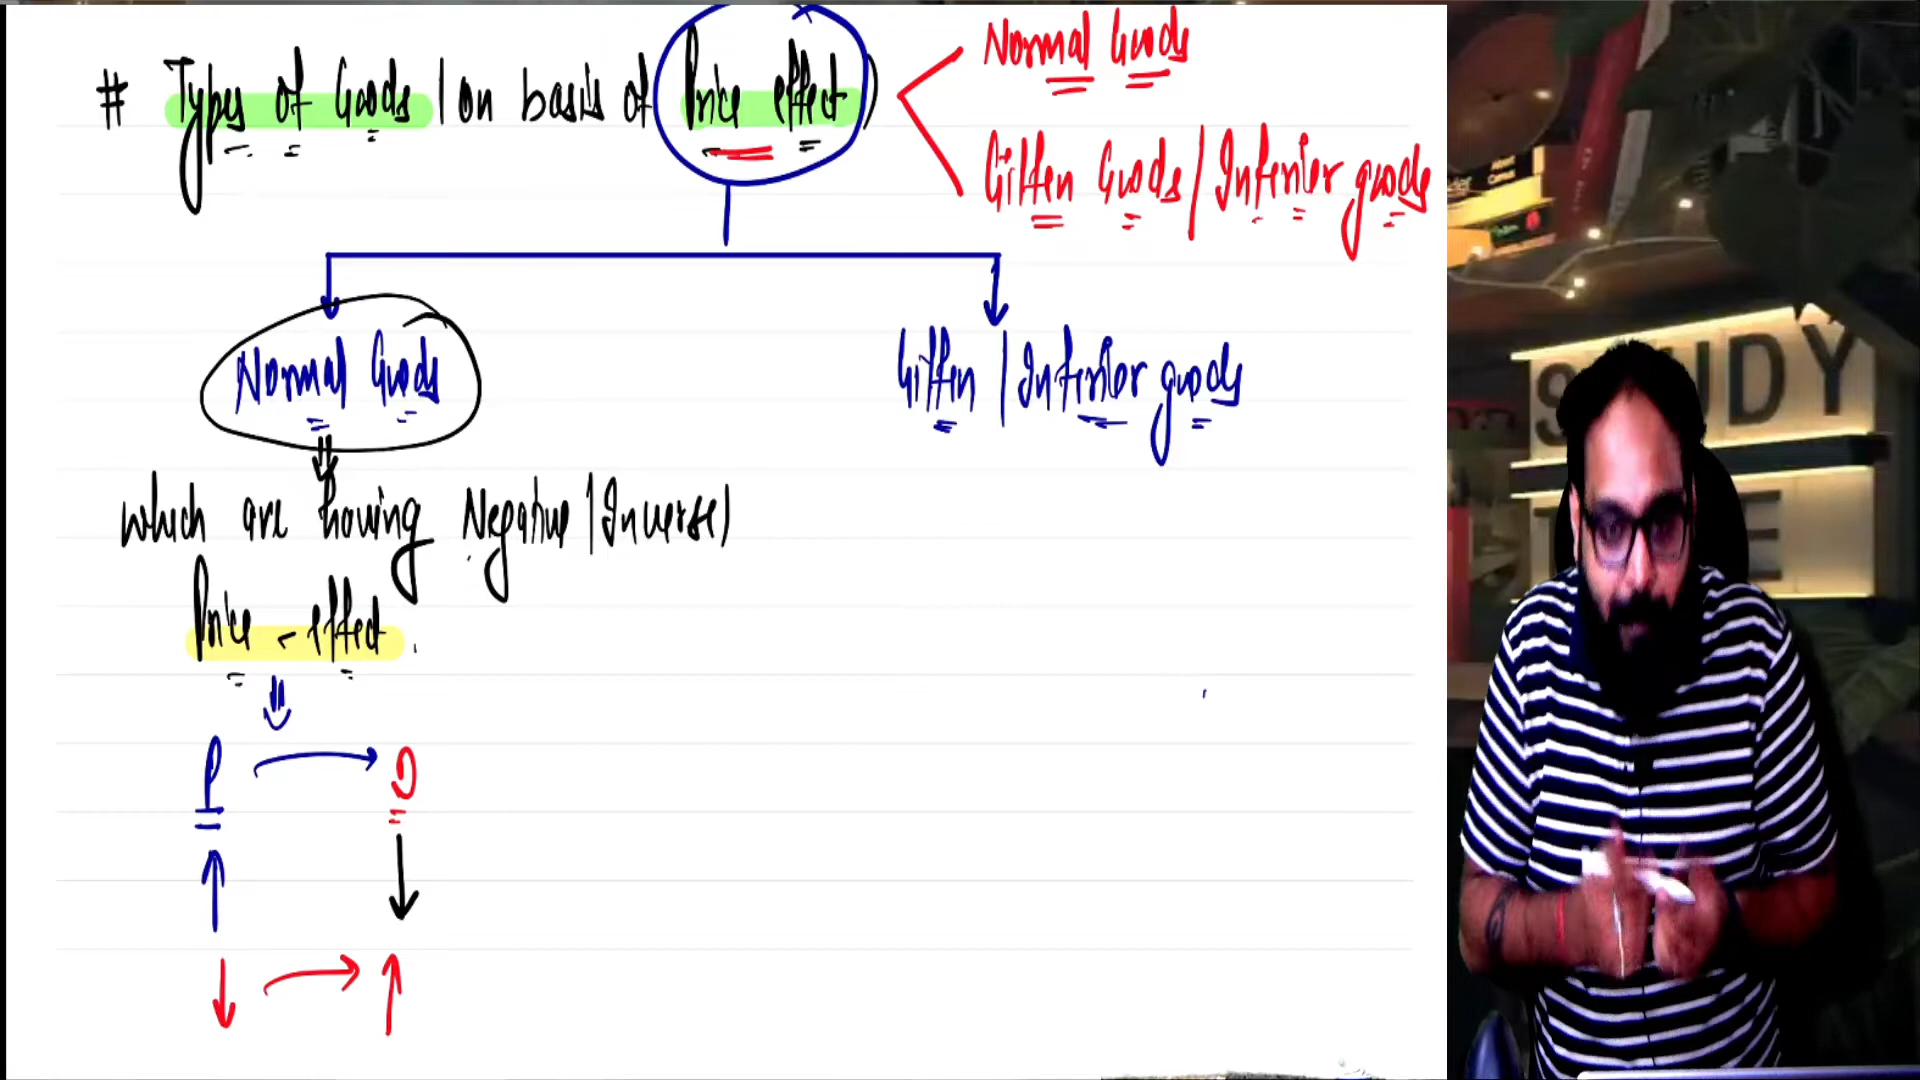 # Types of Goods (on basis of Price effect)
Normal Goods
Giffen Goods / Inferior goods
Normal Goods
Giffen / Inferior goods
which are having Negative (Inverse)
Price - effect.
P → D
↑ ↓
↓ → ↑
STUDY